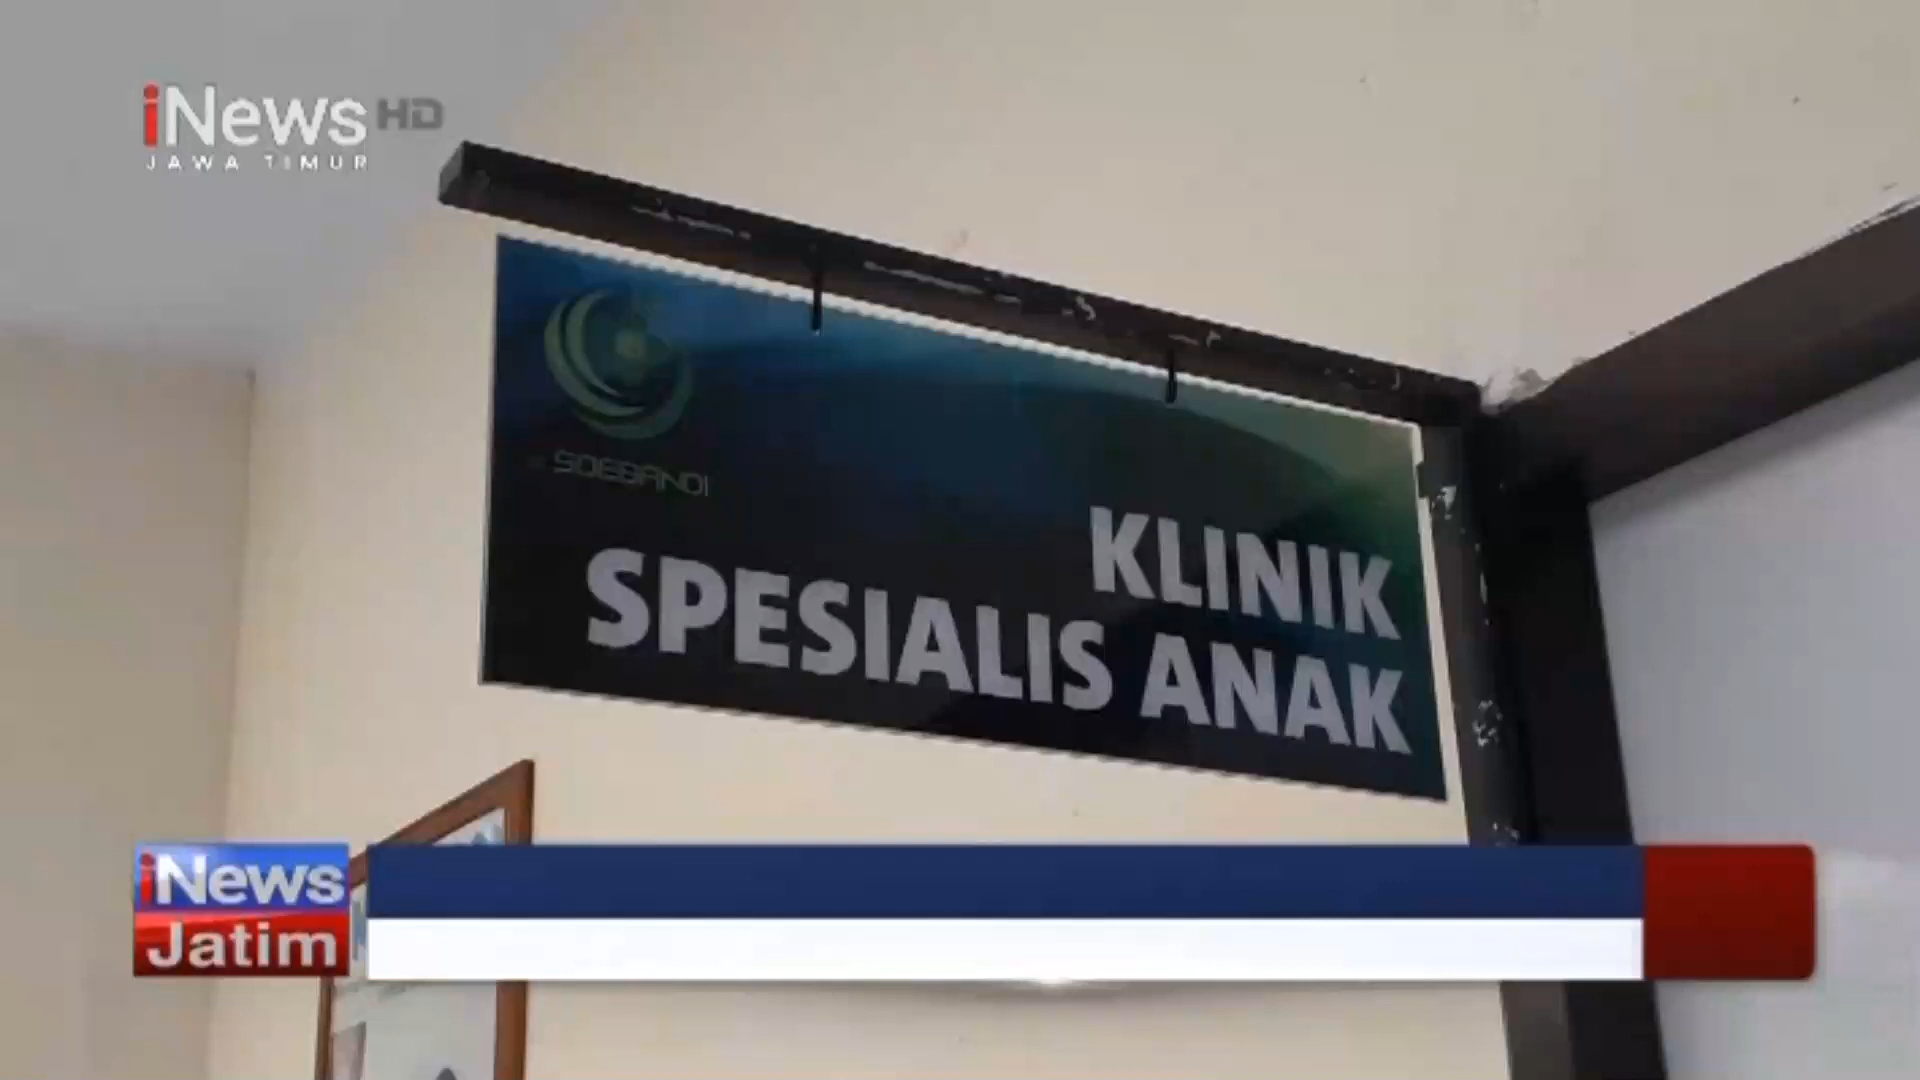 iNews HD
JAWA TIMUR
SOEBANDI
KLINIK
SPESIALIS ANAK
iNews
Jatim